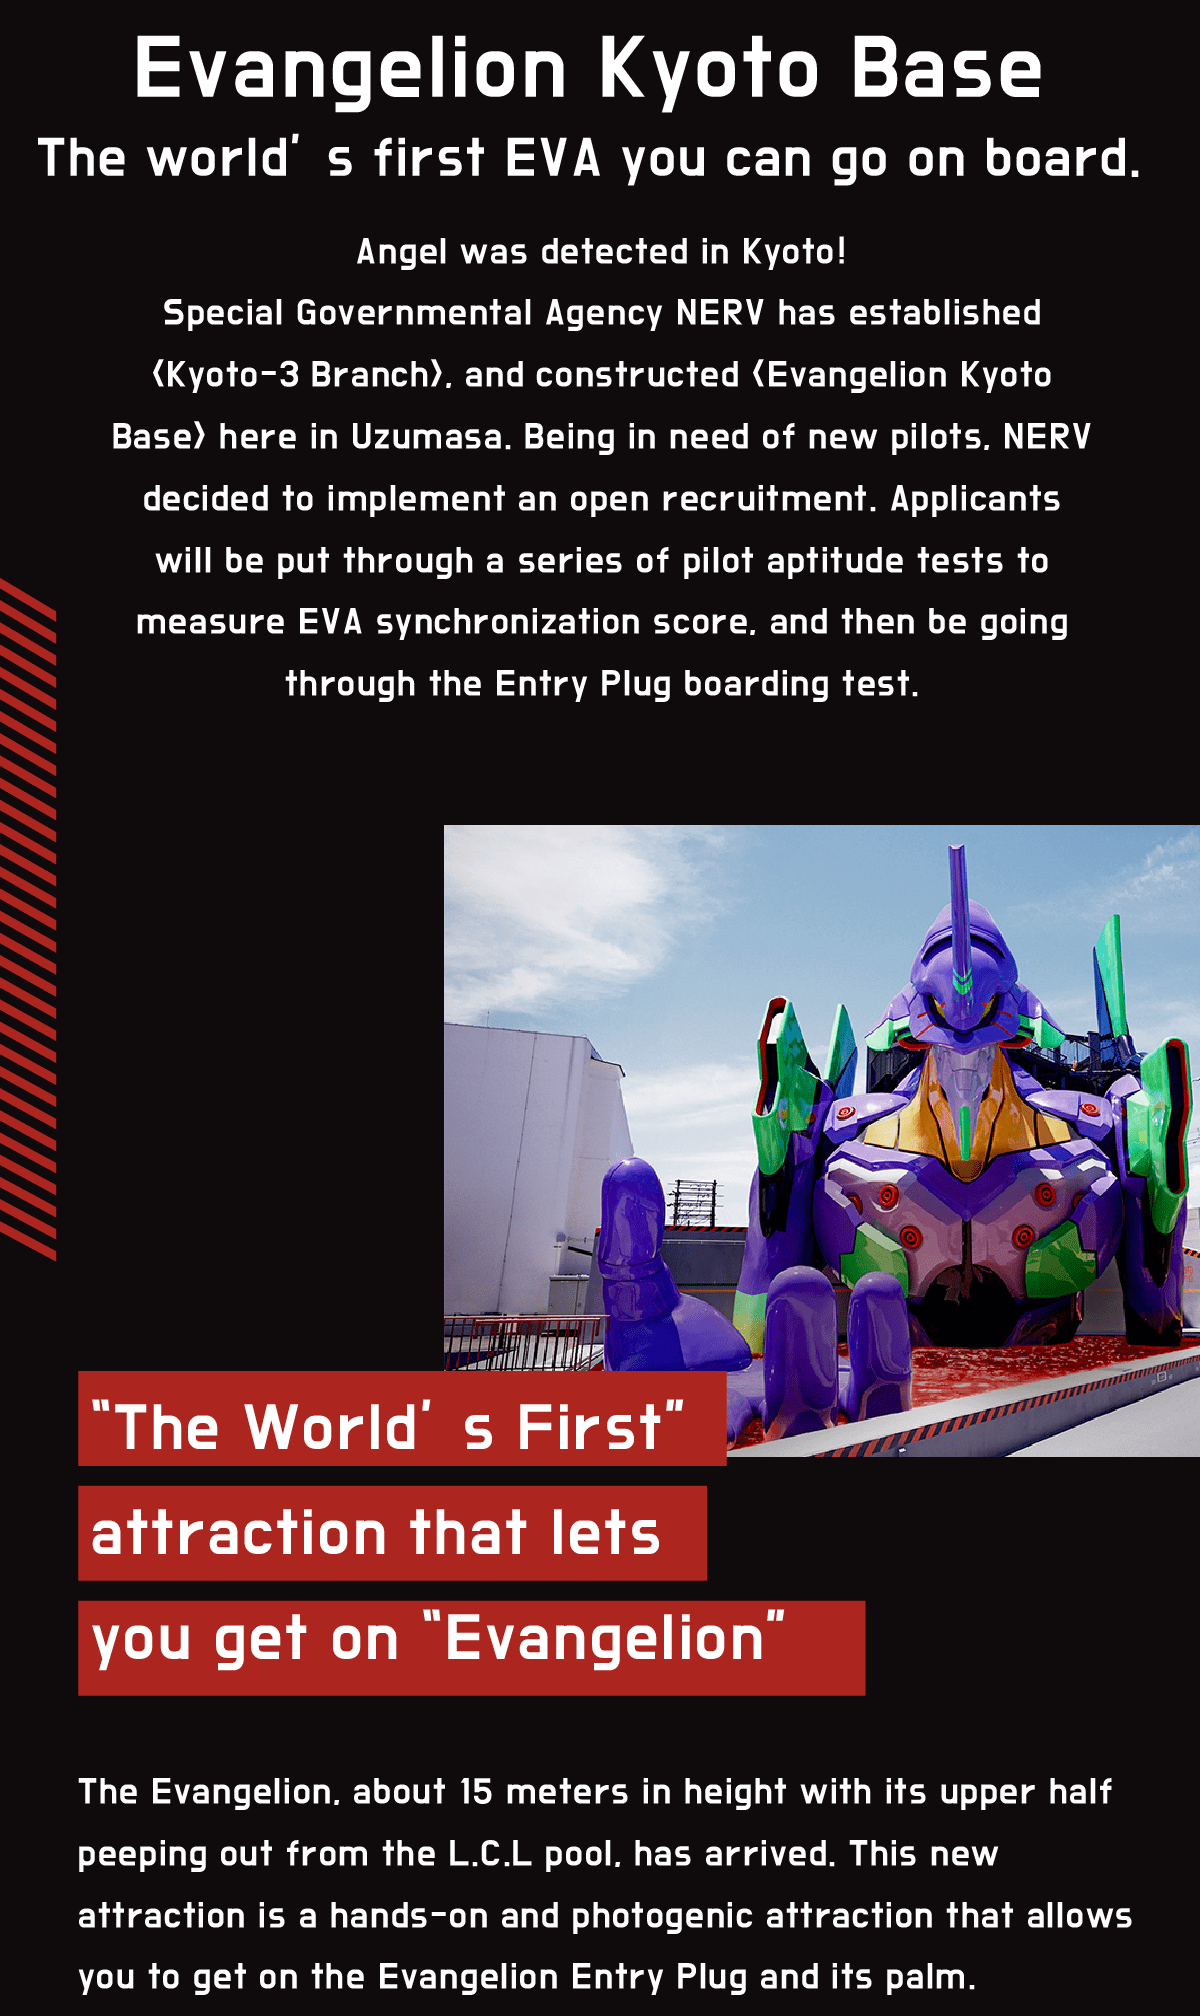 Evangelion Kyoto Base
The world’s first EVA you can go on board.
Angel was detected in Kyoto!
Special Governmental Agency NERV has established
〈Kyoto-3 Branch〉, and constructed 〈Evangelion Kyoto
Base〉 here in Uzumasa. Being in need of new pilots, NERV
decided to implement an open recruitment. Applicants
will be put through a series of pilot aptitude tests to
measure EVA synchronization score, and then be going
through the Entry Plug boarding test.
“The World’s First”
attraction that lets
you get on “Evangelion”
The Evangelion, about 15 meters in height with its upper half
peeping out from the L.C.L pool, has arrived. This new
attraction is a hands-on and photogenic attraction that allows
you to get on the Evangelion Entry Plug and its palm.